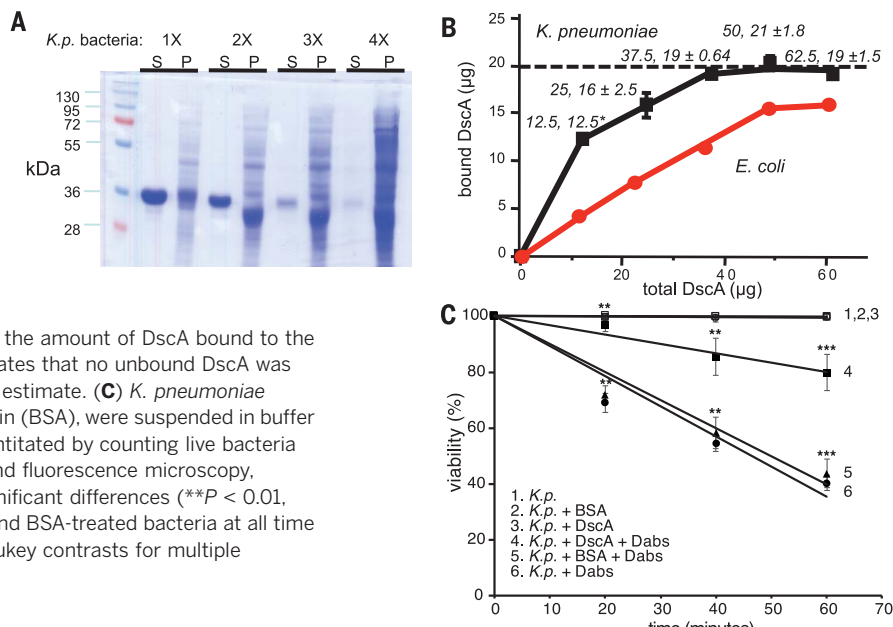 A
K.p. bacteria: 1X 2X 3X 4X
S P S P S P S P
130
95
72
55
kDa
36
28
the amount of DscA bound to the
ates that no unbound DscA was
estimate. (C) K. pneumoniae
in (BSA), were suspended in buffer
ntitated by counting live bacteria
nd fluorescence microscopy,
nificant differences (**P < 0.01,
nd BSA-treated bacteria at all time
ukey contrasts for multiple
B
25
20
15
10
5
0
bound DscA (µg)
K. pneumoniae
50, 21 ±1.8
37.5, 19 ± 0.64
62.5, 19 ±1.5
25, 16 ± 2.5
12.5, 12.5*
E. coli
0 20 40 60
total DscA (µg)
C
100
80
60
40
20
0
viability (%)
** ** *** ** ** ***
1,2,3
4
5
6
1. K.p.
2. K.p. + BSA
3. K.p. + DscA
4. K.p. + DscA + Dabs
5. K.p. + BSA + Dabs
6. K.p. + Dabs
0 10 20 30 40 50 60 70
time (minutes)